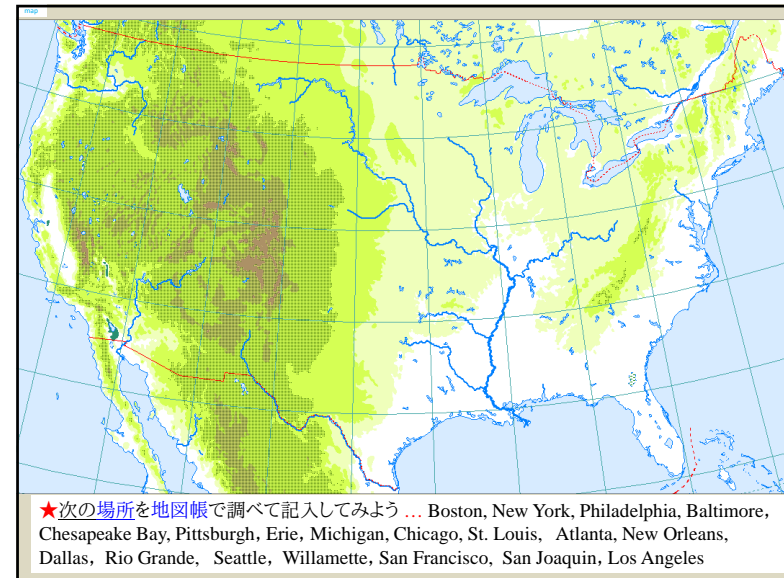 map
★次の場所を地図帳で調べて記入してみよう … Boston, New York, Philadelphia, Baltimore,
Chesapeake Bay, Pittsburgh, Erie, Michigan, Chicago, St. Louis, Atlanta, New Orleans,
Dallas, Rio Grande, Seattle, Willamette, San Francisco, San Joaquin, Los Angeles